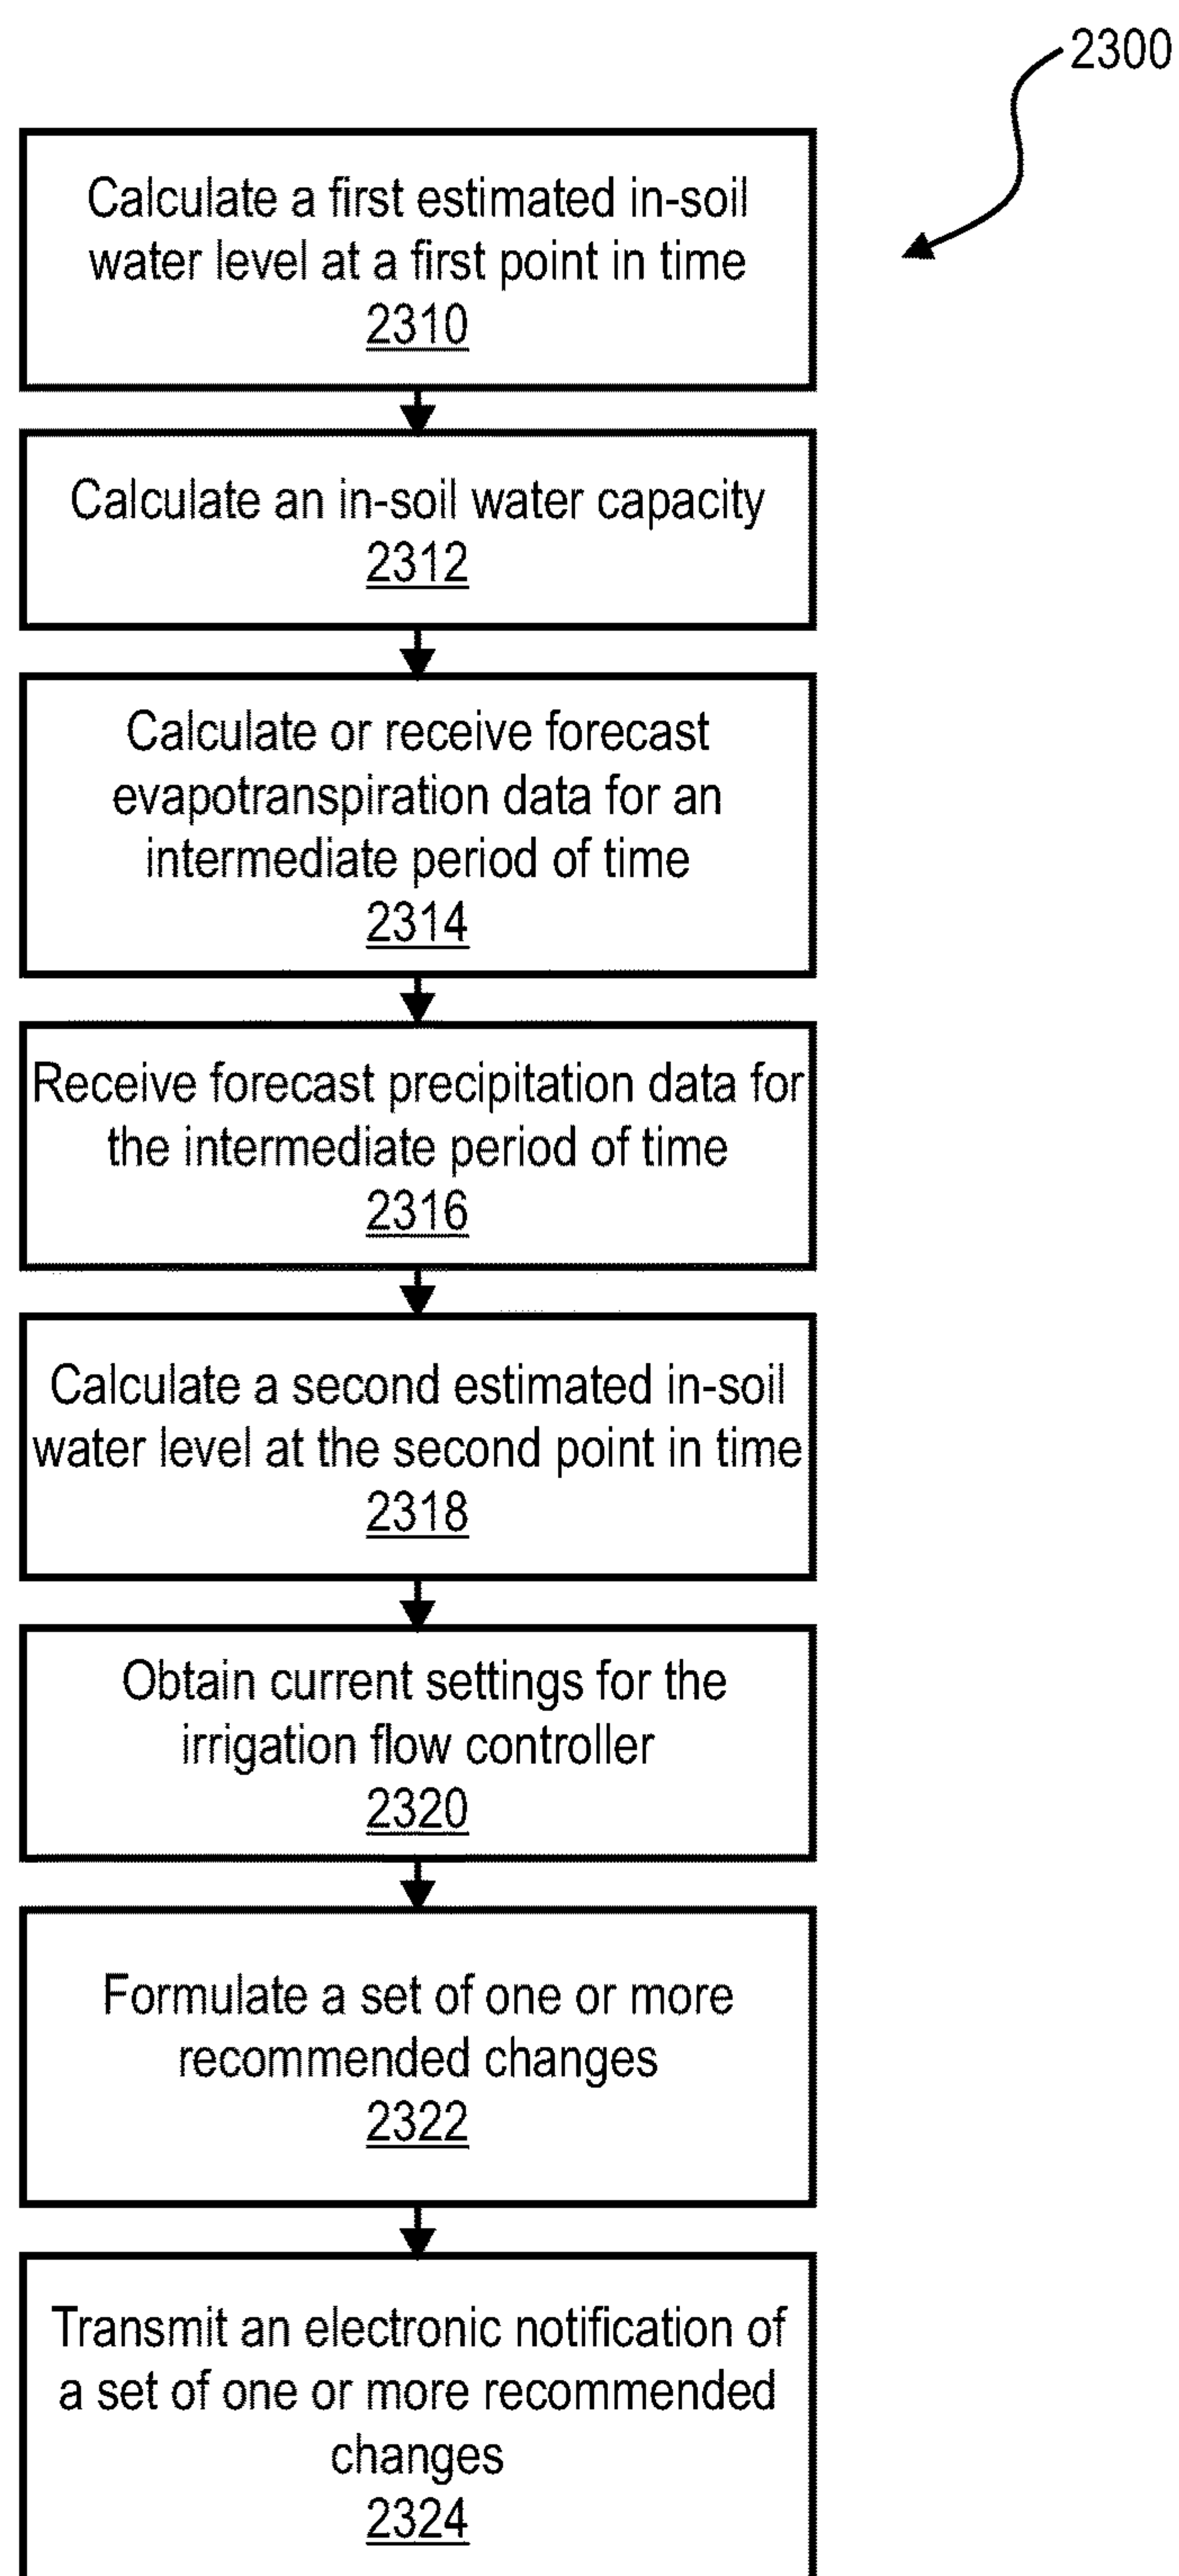 2300
Calculate a first estimated in-soil
water level at a first point in time
2310
Calculate an in-soil water capacity
2312
Calculate or receive forecast
evapotranspiration data for an
intermediate period of time
2314
Receive forecast precipitation data for
the intermediate period of time
2316
Calculate a second estimated in-soil
water level at the second point in time
2318
Obtain current settings for the
irrigation flow controller
2320
Formulate a set of one or more
recommended changes
2322
Transmit an electronic notification of
a set of one or more recommended
changes
2324